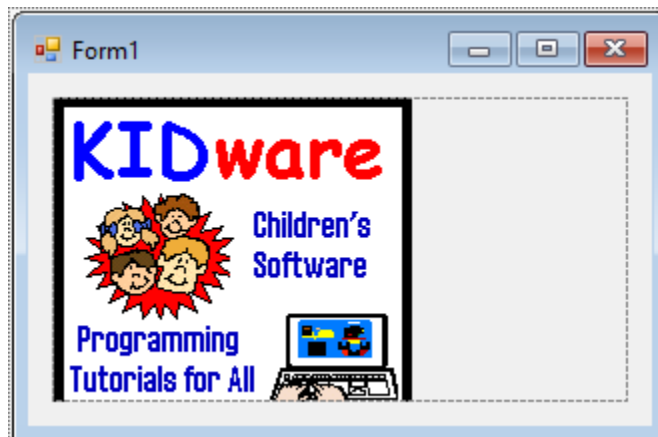 Form1
KIDware
Children's
Software
Programming
Tutorials for All